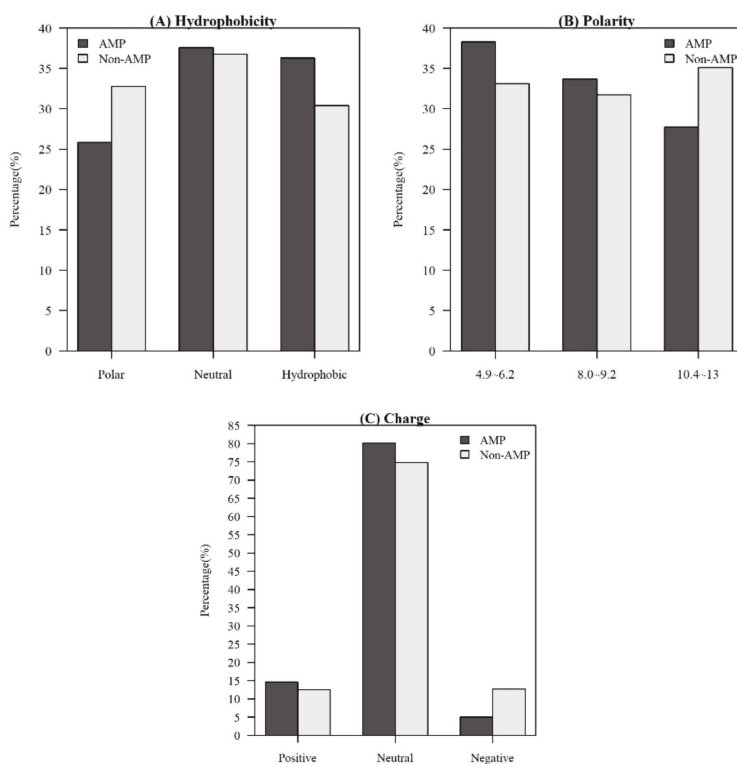 (A) Hydrophobicity
40
35
30
25
20
15
10
5
0
Percentage(%)
AMP
Non-AMP
Polar Neutral Hydrophobic
(B) Polarity
40
35
30
25
20
15
10
5
0
Percentage(%)
AMP
Non-AMP
4.9~6.2 8.0~9.2 10.4~13
(C) Charge
85
80
75
70
65
60
55
50
45
40
35
30
25
20
15
10
5
0
Percentage(%)
AMP
Non-AMP
Positive Neutral Negative